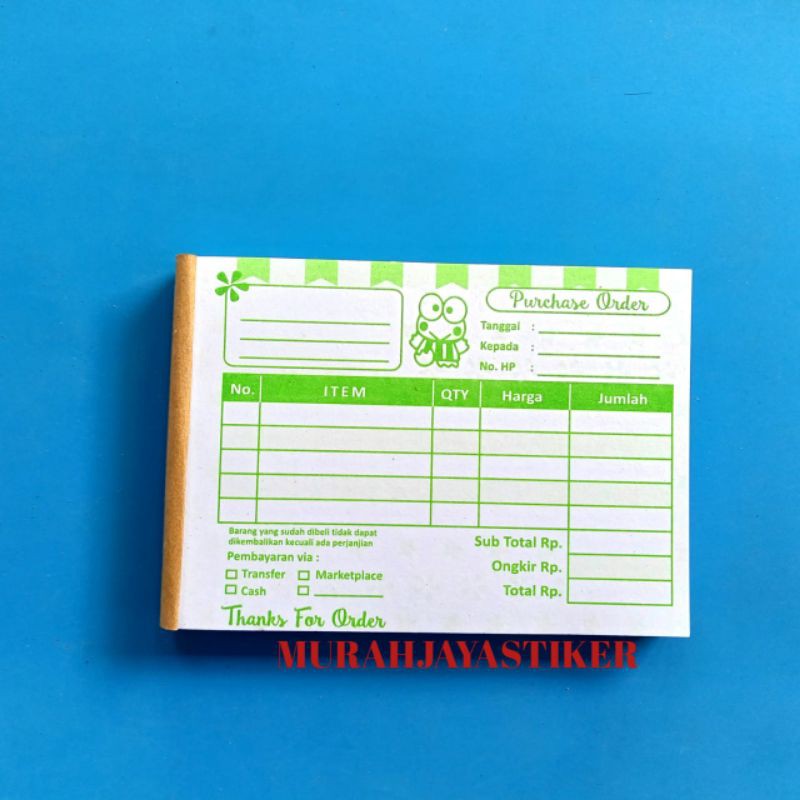 Purchase Order
Tanggal :
Kepada :
No. HP :
No. ITEM QTY Harga Jumlah
Barang yang sudah dibeli tidak dapat
dikembalikan kecuali ada perjanjian
Pembayaran via :
Transfer Marketplace
Cash
Thanks For Order
Sub Total Rp.
Ongkir Rp.
Total Rp.
MURAHJAYASTIKER